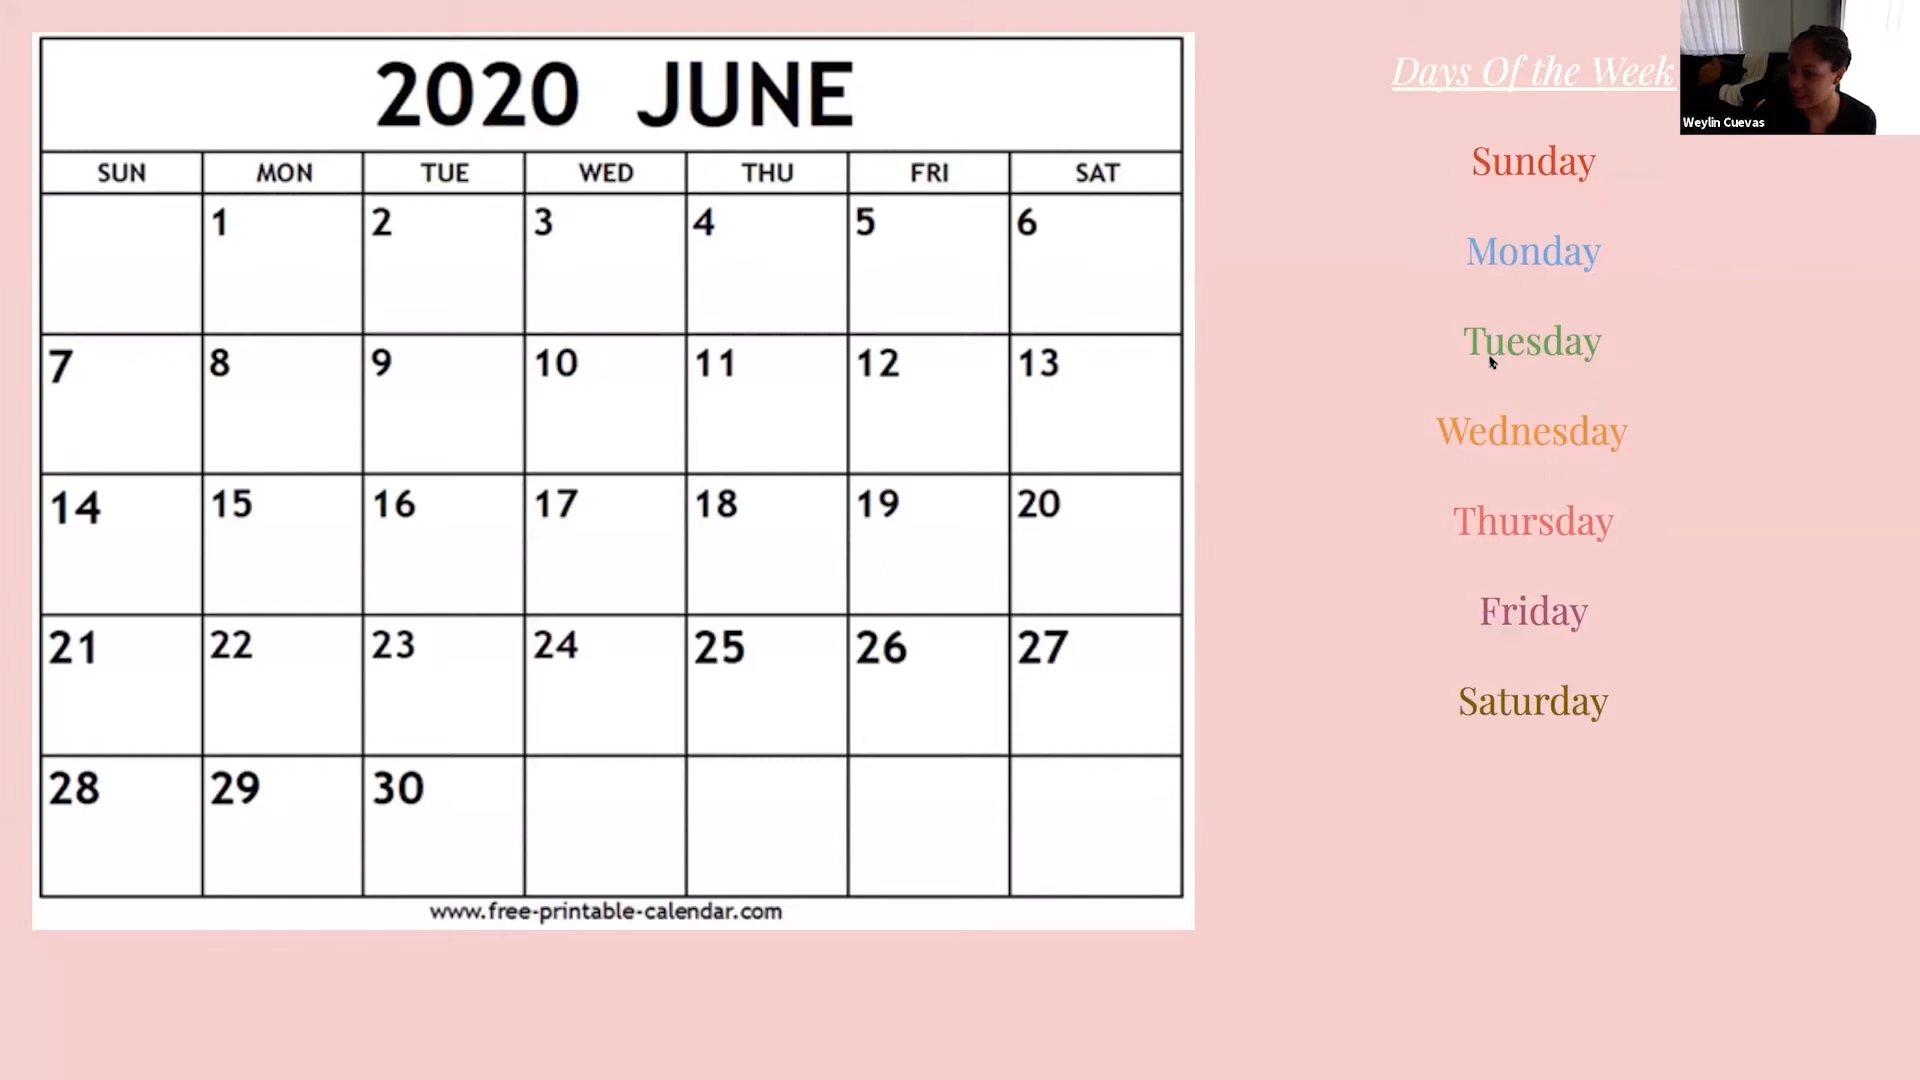 2020 JUNE
SUN MON TUE WED THU FRI SAT
1 2 3 4 5 6
7 8 9 10 11 12 13
14 15 16 17 18 19 20
21 22 23 24 25 26 27
28 29 30
www.free-printable-calendar.com
Days Of the Week
Sunday
Monday
Tuesday
Wednesday
Thursday
Friday
Saturday
Weylin Cuevas